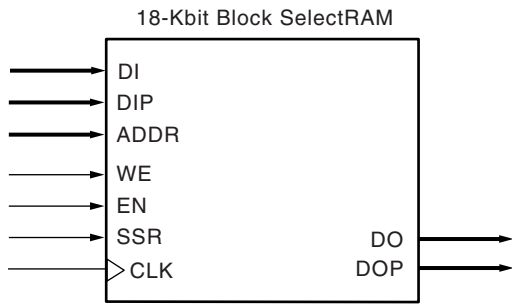 18-Kbit Block SelectRAM
DI
DIP
ADDR
WE
EN
SSR
CLK
DO
DOP